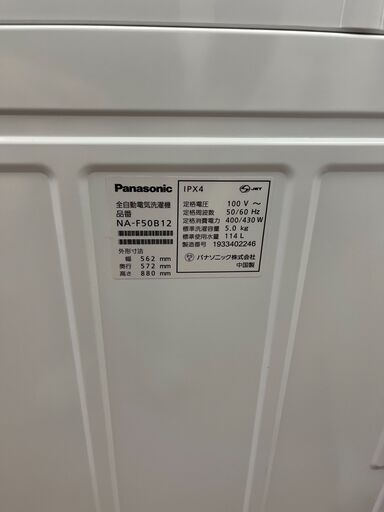 Panasonic
全自動電気洗濯機
品番
NA-F50B12
外形寸法
幅 562 mm
奥行 572 mm
高さ 880 mm
IPX4 JWT
定格電圧 100 V ～
定格周波数 50/60 Hz
定格消費電力 400/430 W
標準洗濯容量 5.0 kg
標準使用水量 114 L
製造番号 1933402246
パナソニック株式会社
中国製